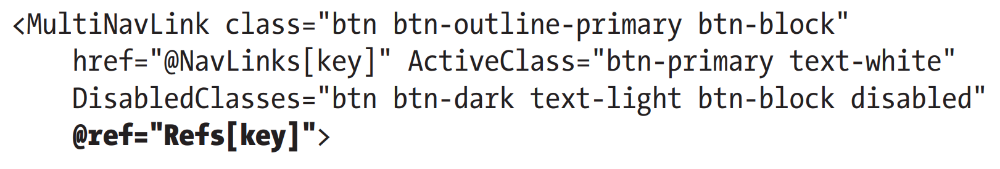 <MultiNavLink class="btn btn-outline-primary btn-block"
    href="@NavLinks[key]" ActiveClass="btn-primary text-white"
    DisabledClasses="btn btn-dark text-light btn-block disabled"
    @ref="Refs[key]">